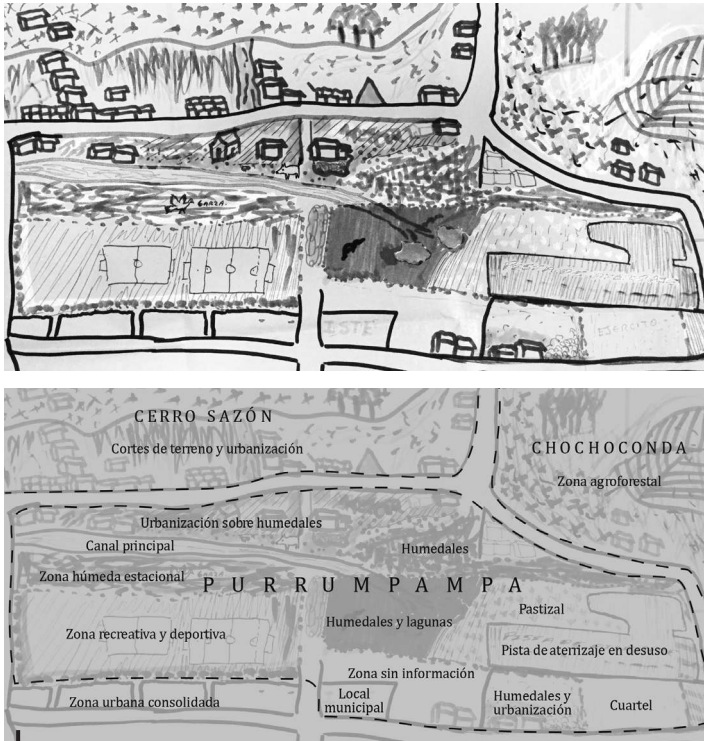 GARZA.
ISTE
EJERCITO
CERRO SAZÓN
Cortes de terreno y urbanización
CHOCHOCONDA
Zona agroforestal
Urbanización sobre humedales
Canal principal
Humedales
Zona húmeda estacional
PURRUMPAMPA
Pastizal
Humedales y lagunas
Zona recreativa y deportiva
Pista de aterrizaje en desuso
Zona sin información
Zona urbana consolidada
Local
municipal
Humedales y
urbanización
Cuartel